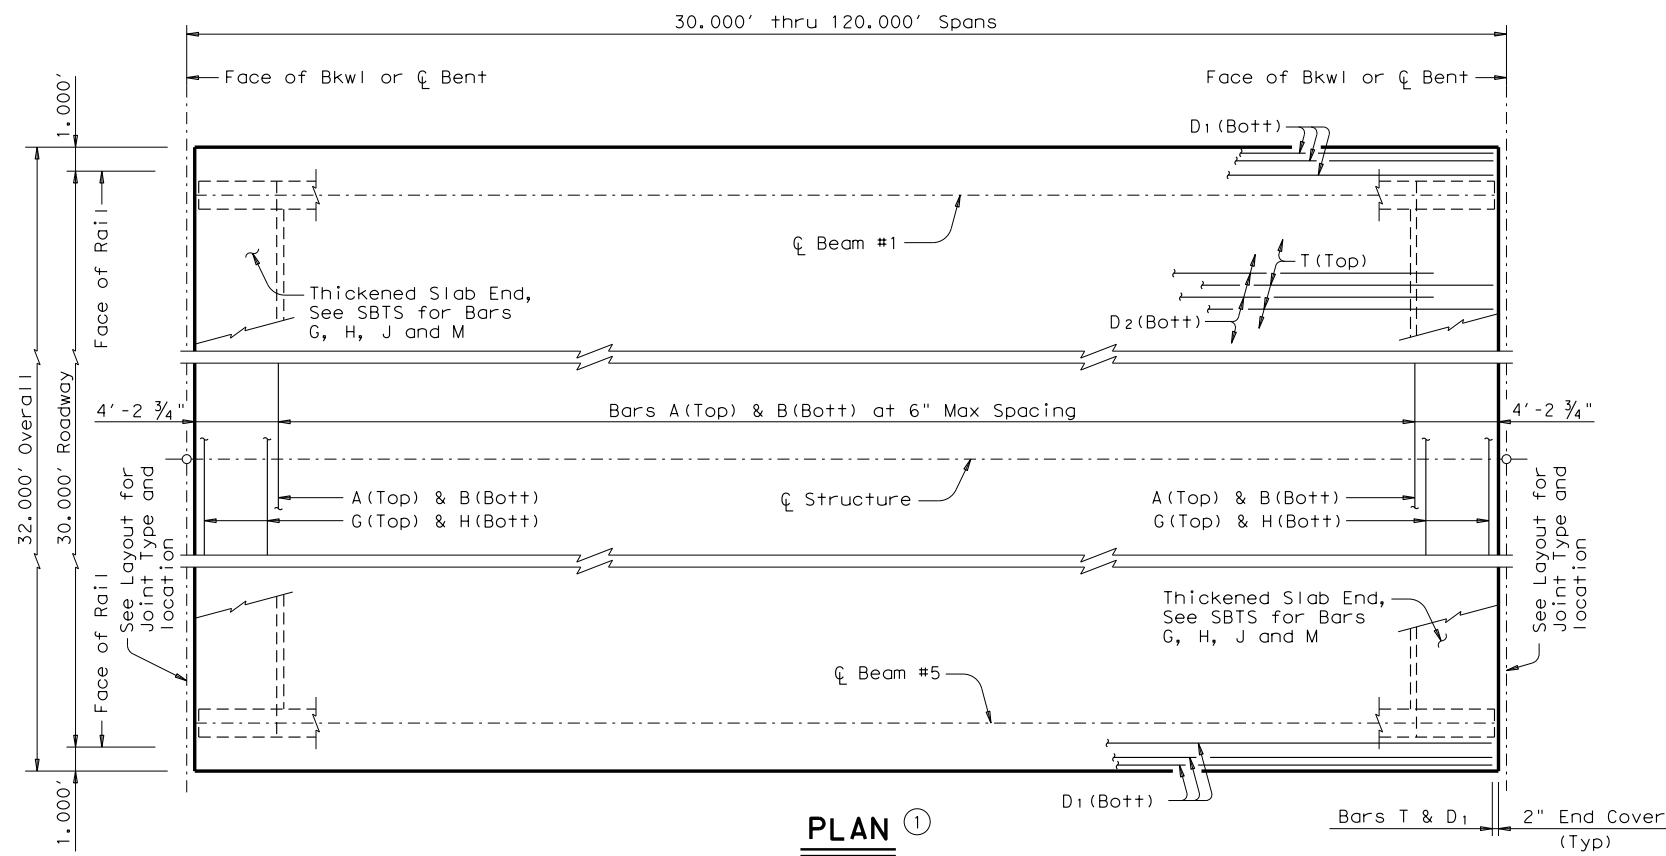 30.000' thru 120.000' Spans
Face of Bkwl or ℄ Bent
Face of Bkwl or ℄ Bent
1.000'
D1(Bott)
Face of Rail
℄ Beam #1
T(Top)
Thickened Slab End,
See SBTS for Bars
G, H, J and M
D2(Bott)
32.000' Overall
30.000' Roadway
4'-2 ¾"
Bars A(Top) & B(Bott) at 6" Max Spacing
4'-2 ¾"
A(Top) & B(Bott)
G(Top) & H(Bott)
℄ Structure
A(Top) & B(Bott)
G(Top) & H(Bott)
See Layout for
Joint Type and
location
See Layout for
Joint Type and
location
Face of Rail
Thickened Slab End,
See SBTS for Bars
G, H, J and M
℄ Beam #5
1.000'
D1(Bott)
PLAN 1
Bars T & D1
2" End Cover
(Typ)